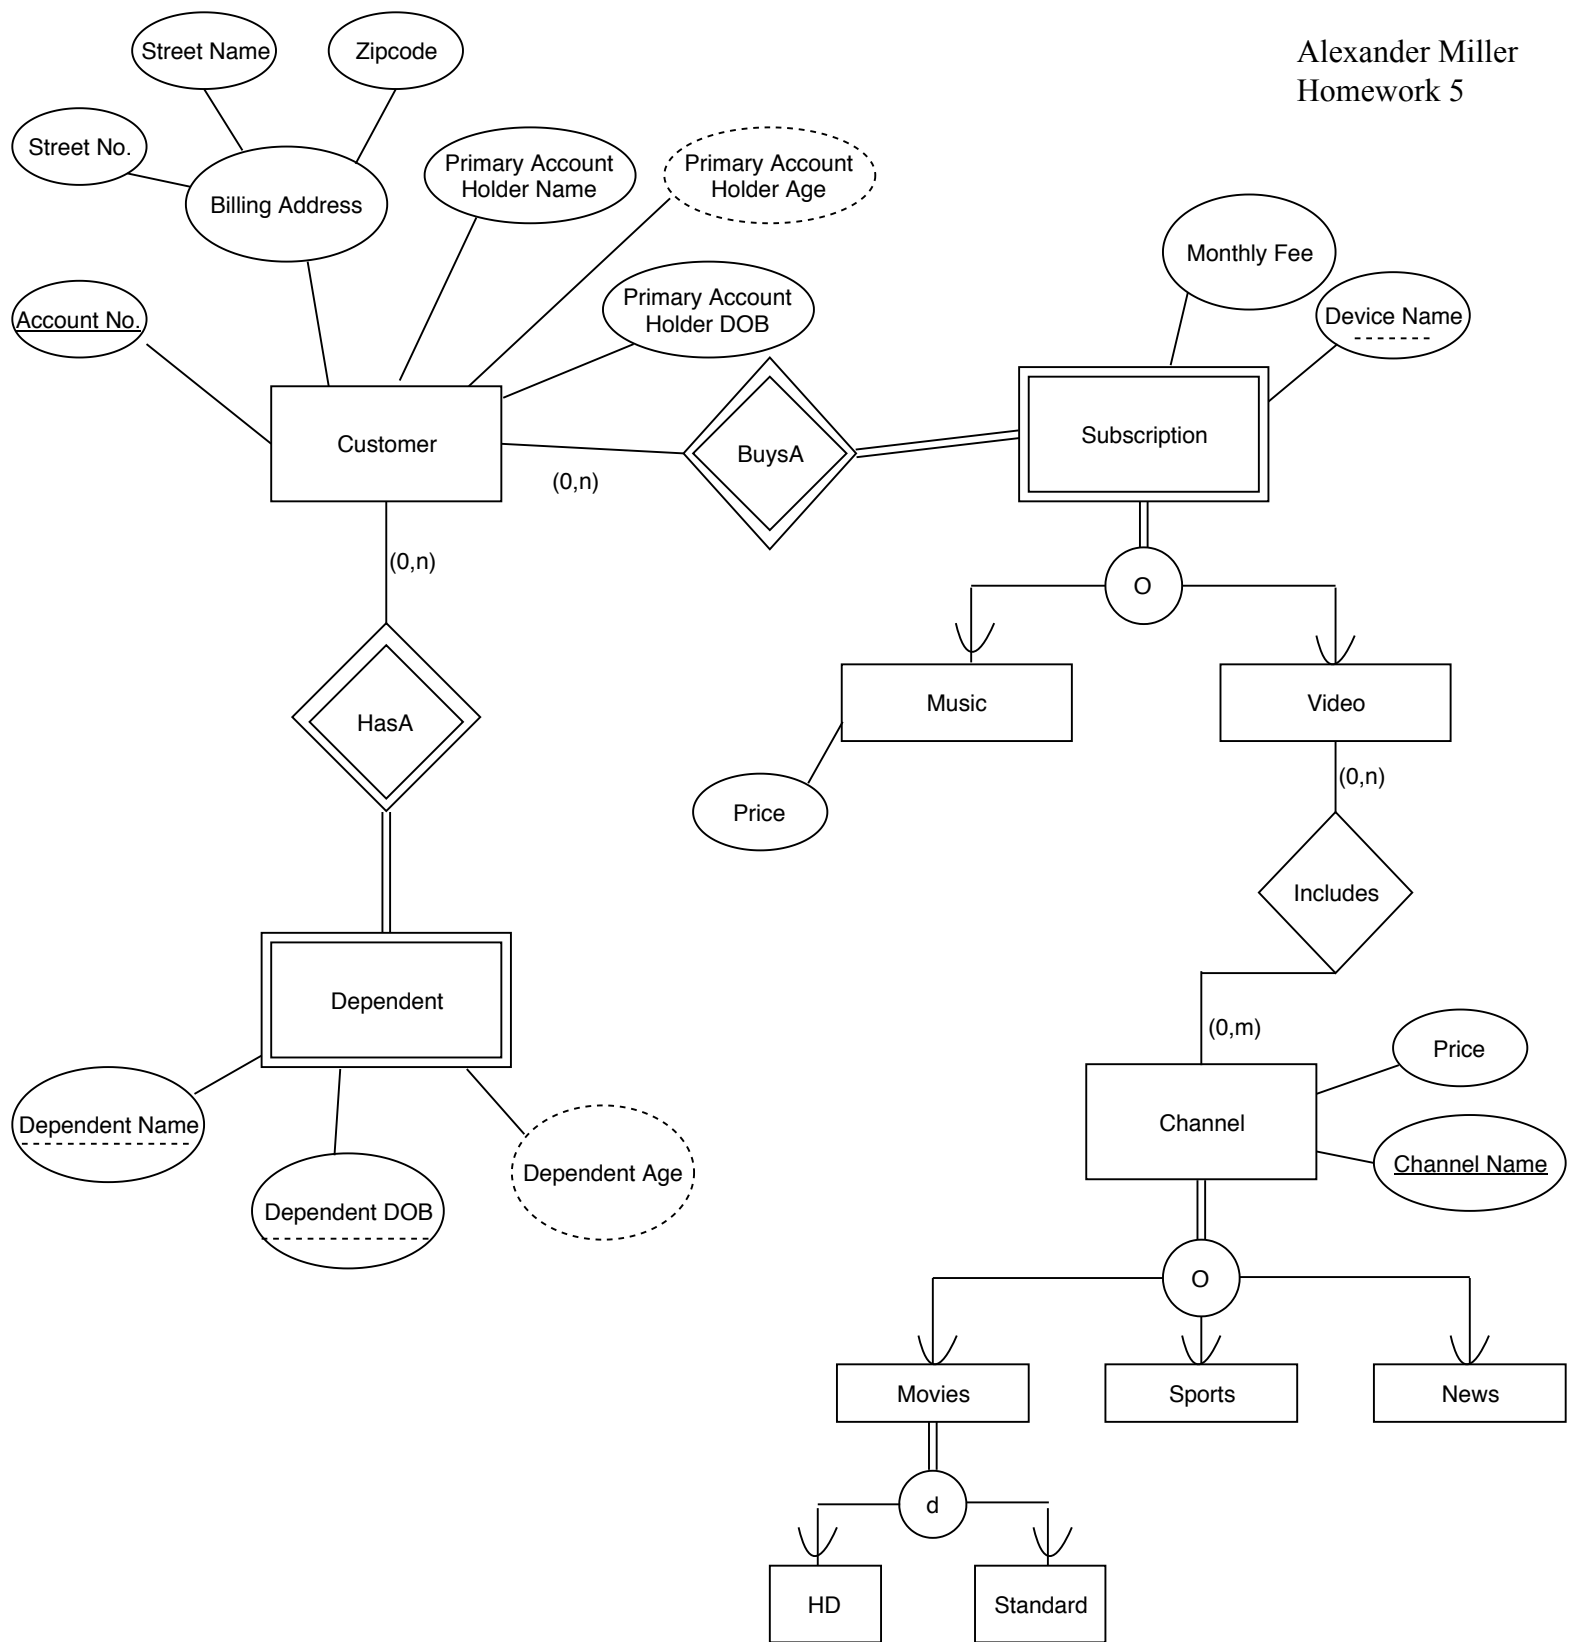 Alexander Miller
Homework 5
Street Name
Zipcode
Street No.
Billing Address
Primary Account
Holder Name
Primary Account
Holder Age
Monthly Fee
Account No.
Primary Account
Holder DOB
Device Name
Customer
(0,n)
BuysA
Subscription
(0,n)
O
HasA
Music
Video
(0,n)
Price
Includes
Dependent
(0,m)
Price
Channel
Channel Name
Dependent Name
Dependent DOB
Dependent Age
O
Movies
Sports
News
d
HD
Standard